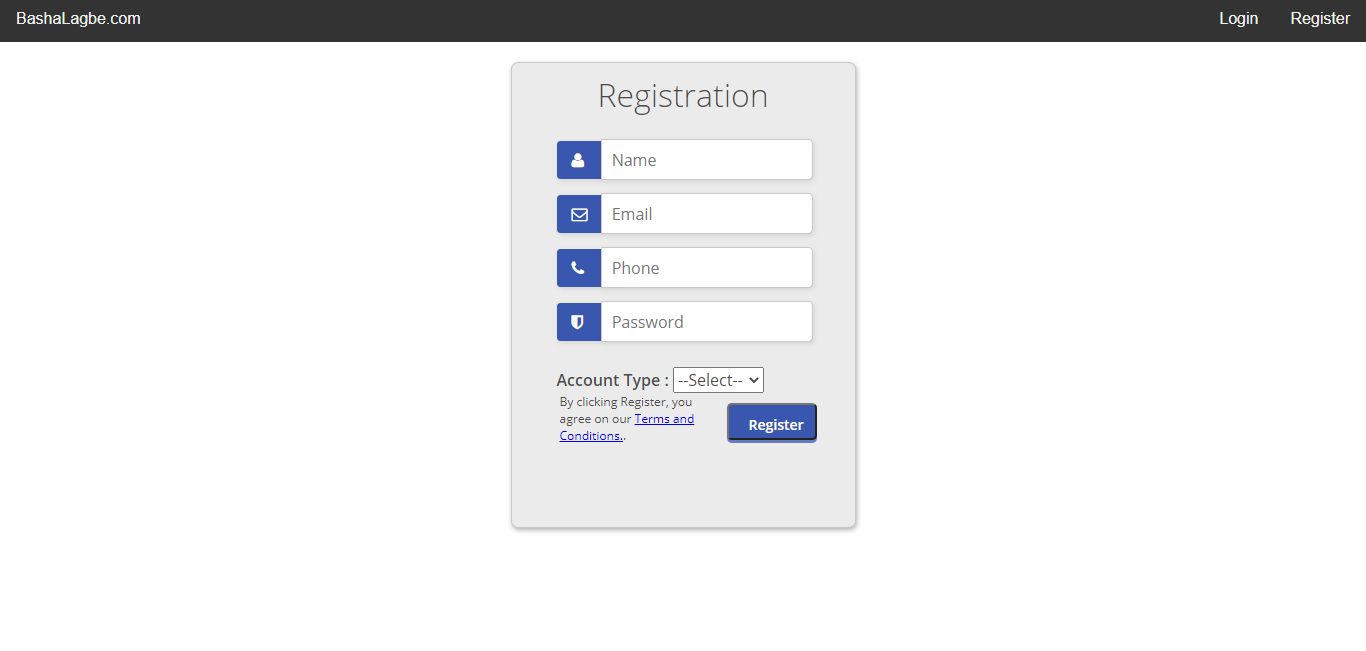 BashaLagbe.com Login Register
Registration
Name
Email
Phone
Password
Account Type : --Select--
By clicking Register, you
agree on our Terms and
Conditions..
Register